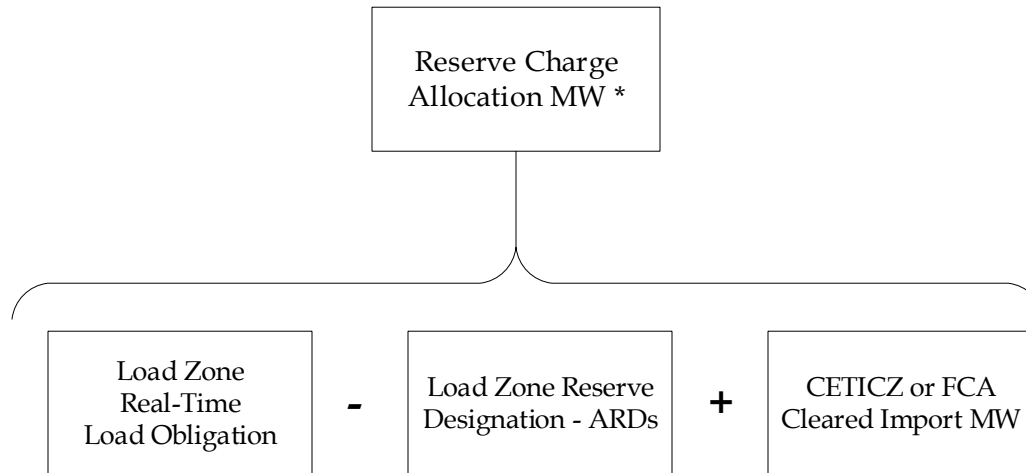 Reserve Charge
Allocation MW *
Load Zone
Real-Time
Load Obligation
-
Load Zone Reserve
Designation - ARDs
+
CETICZ or FCA
Cleared Import MW